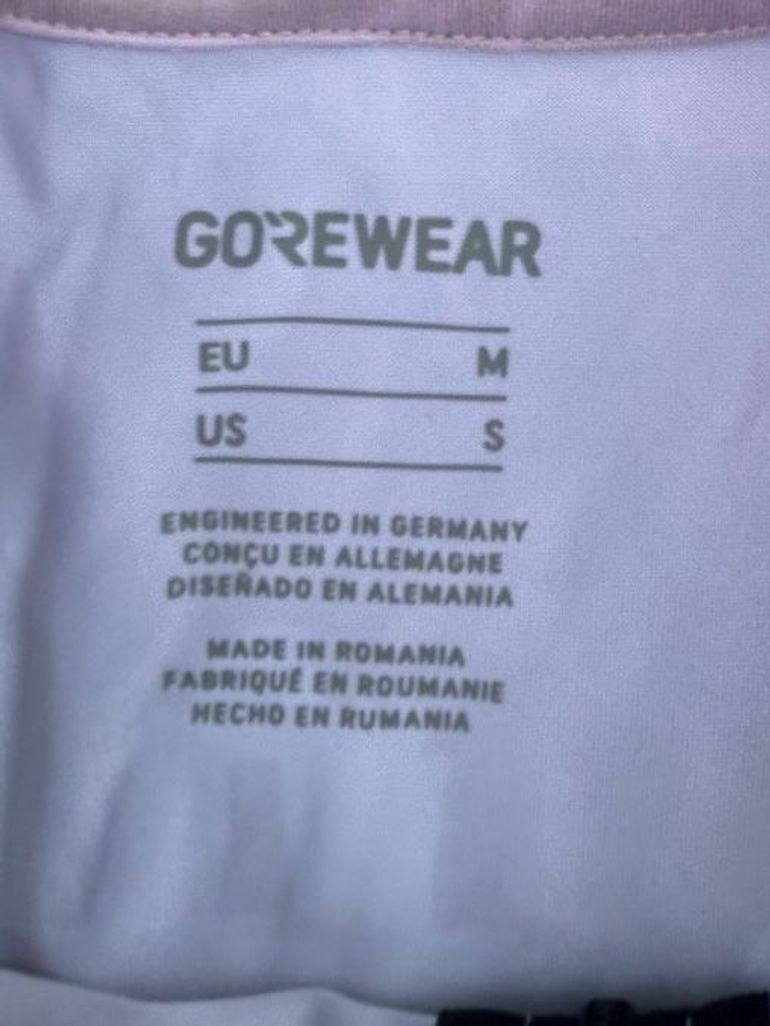 GOREWEAR
EU M
US S
ENGINEERED IN GERMANY
CONÇU EN ALLEMAGNE
DISEÑADO EN ALEMANIA
MADE IN ROMANIA
FABRIQUÉ EN ROUMANIE
HECHO EN RUMANIA